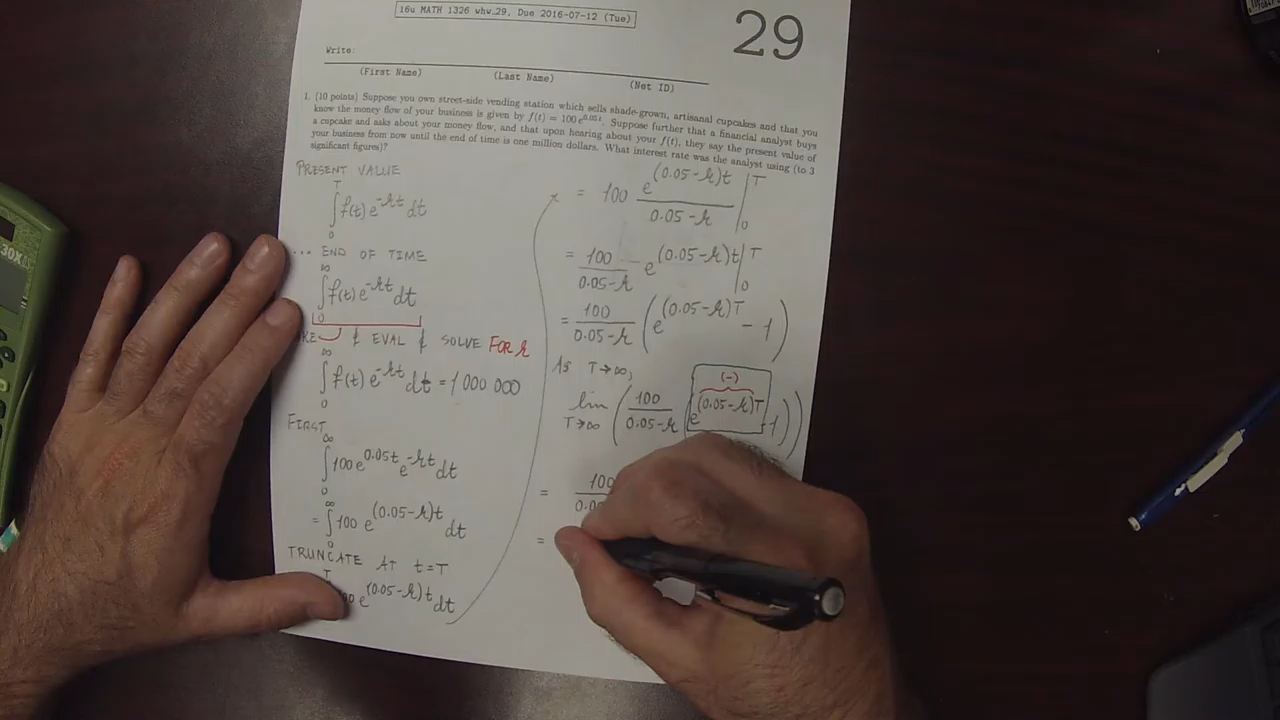 16u MATH 1326 whw_29, Due 2016-07-12 (Tue)
29
Write:
(First Name) (Last Name) (Net ID)
1. (10 points) Suppose you own street-side vending station which sells shade-grown, artisanal cupcakes and that you
know the money flow of your business is given by f(t) = 100 e^{0.05 t}. Suppose further that a financial analyst buys
a cupcake and asks about your money flow, and that upon hearing about your f(t), they say the present value of
your business from now until the end of time is one million dollars. What interest rate was the analyst using (to 3
significant figures)?
PRESENT VALUE
∫_0^T f(t) e^{-rt} dt
... END OF TIME
∫_0^∞ f(t) e^{-rt} dt
& EVAL & SOLVE FOR r
∫_0^∞ f(t) e^{-rt} dt = 1 000 000
FIRST
∫_0^∞ 100 e^{0.05t} e^{-rt} dt
= ∫_0^∞ 100 e^{(0.05-r)t} dt
TRUNCATE AT t=T
e^{(0.05-r)t} dt
= 100 e^{(0.05-r)t} / 0.05-r |_0^T
= 100 / 0.05-r e^{(0.05-r)t} |_0^T
= 100 / 0.05-r ( e^{(0.05-r)T} - 1 )
AS T→∞,
(-)
lim T→∞ ( 100 / 0.05-r ( e^{(0.05-r)T} - 1 ) )
= 100
=
30X